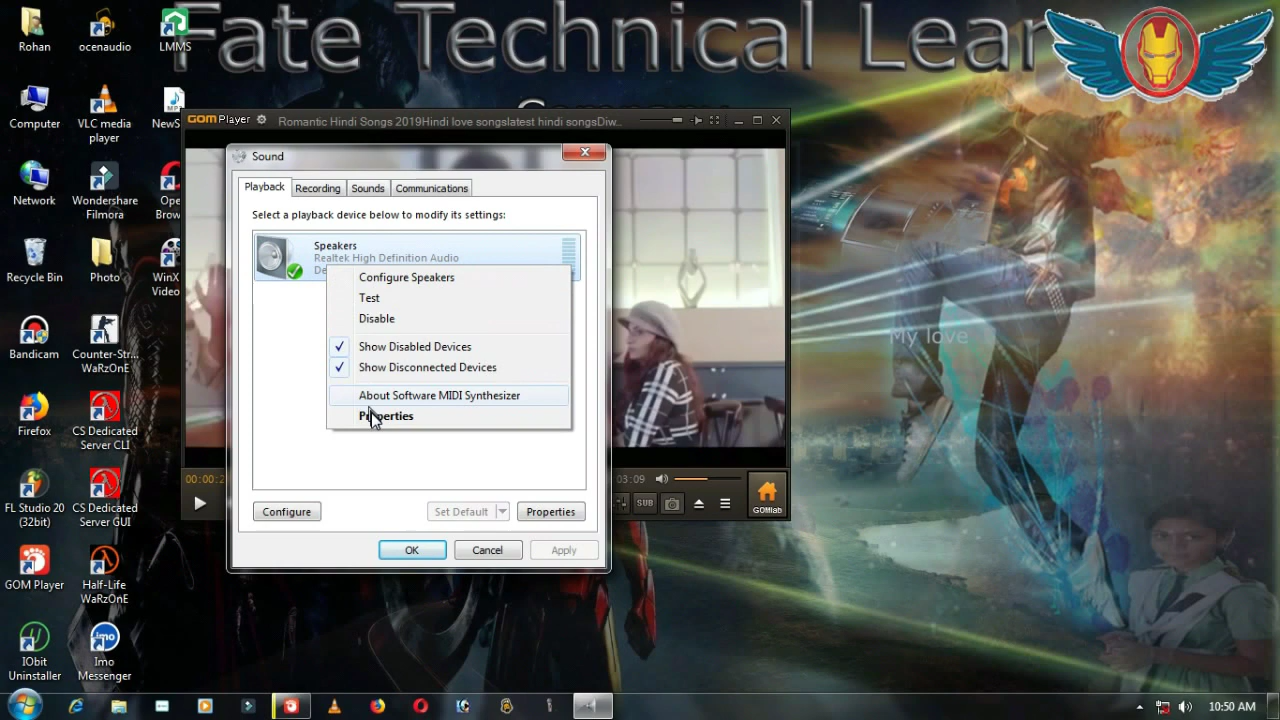 Fate Technical Lear
Rohan
ocenaudio
LMMS
Computer
VLC media
player
NewS
Network
Wondershare
Filmora
Ope
Brow
Recycle Bin
Photo
WinX
Video
Bandicam
Counter-Str...
WaRzOnE
Firefox
CS Dedicated
Server CLI
FL Studio 20
(32bit)
CS Dedicated
Server GUI
GOM Player
Half-Life
WaRzOnE
IObit
Uninstaller
Imo
Messenger
GOM Player
Romantic Hindi Songs 2019Hindi love songslatest hindi songsDiw...
Sound
Playback
Recording
Sounds
Communications
Select a playback device below to modify its settings:
Speakers
Realtek High Definition Audio
De
Configure Speakers
Test
Disable
Show Disabled Devices
Show Disconnected Devices
About Software MIDI Synthesizer
Properties
Configure
Set Default
Properties
OK
Cancel
Apply
00:00:2
03:09
SUB
GOMlab
My love
10:50 AM